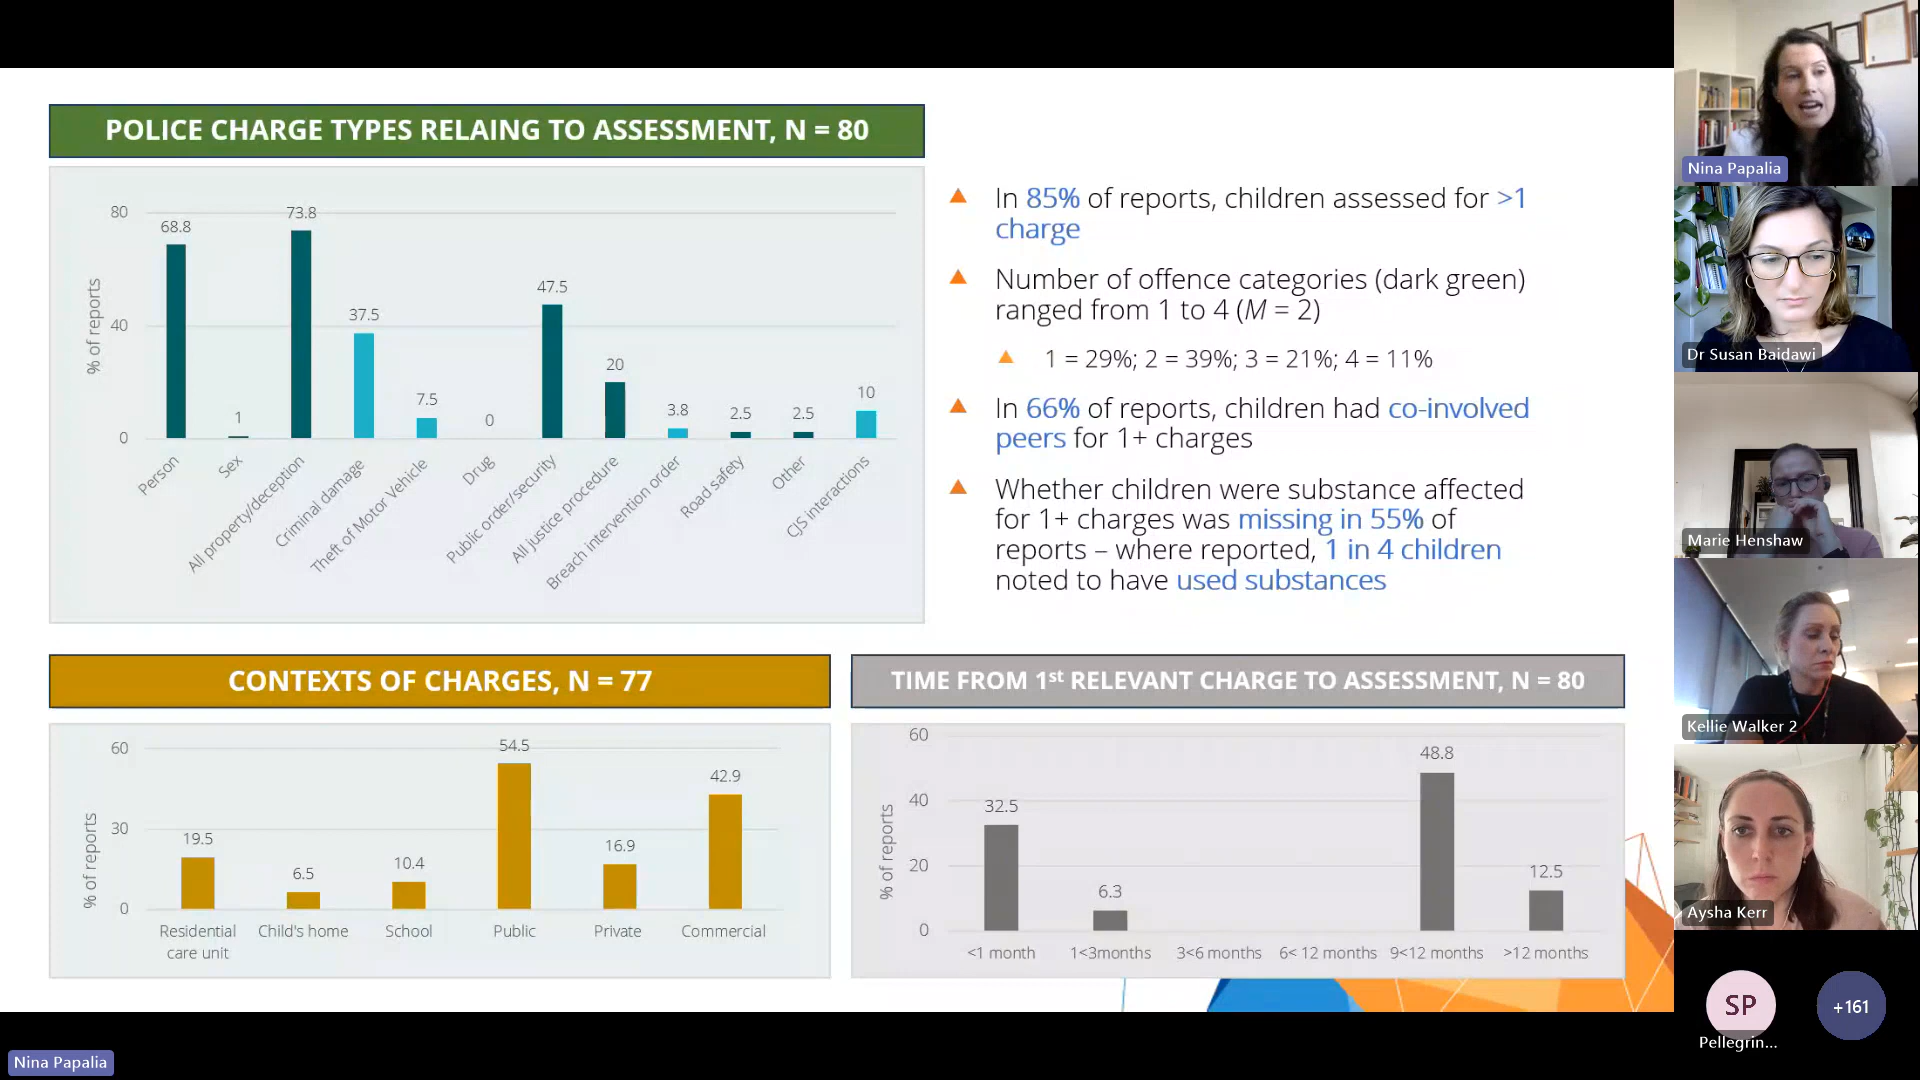 POLICE CHARGE TYPES RELAING TO ASSESSMENT, N = 80
% of reports
80
40
0
68.8
1
73.8
37.5
7.5
0
47.5
20
3.8
2.5
2.5
10
Person
Sex
All property/deception
Criminal damage
Theft of Motor Vehicle
Drug
Public order/security
All justice procedure
Breach intervention order
Road safety
Other
CJS interactions
In 85% of reports, children assessed for >1
charge
Number of offence categories (dark green)
ranged from 1 to 4 (M = 2)
1 = 29%; 2 = 39%; 3 = 21%; 4 = 11%
In 66% of reports, children had co-involved
peers for 1+ charges
Whether children were substance affected
for 1+ charges was missing in 55% of
reports – where reported, 1 in 4 children
noted to have used substances
CONTEXTS OF CHARGES, N = 77
% of reports
60
30
0
19.5
6.5
10.4
54.5
16.9
42.9
Residential
care unit
Child's home
School
Public
Private
Commercial
TIME FROM 1st RELEVANT CHARGE TO ASSESSMENT, N = 80
% of reports
60
40
20
0
32.5
6.3
48.8
12.5
<1 month
1<3months
3<6 months
6< 12 months
9<12 months
>12 months
Nina Papalia
Dr Susan Baidawi
Marie Henshaw
Kellie Walker 2
Aysha Kerr
SP
Pellegrin...
+161
Nina Papalia